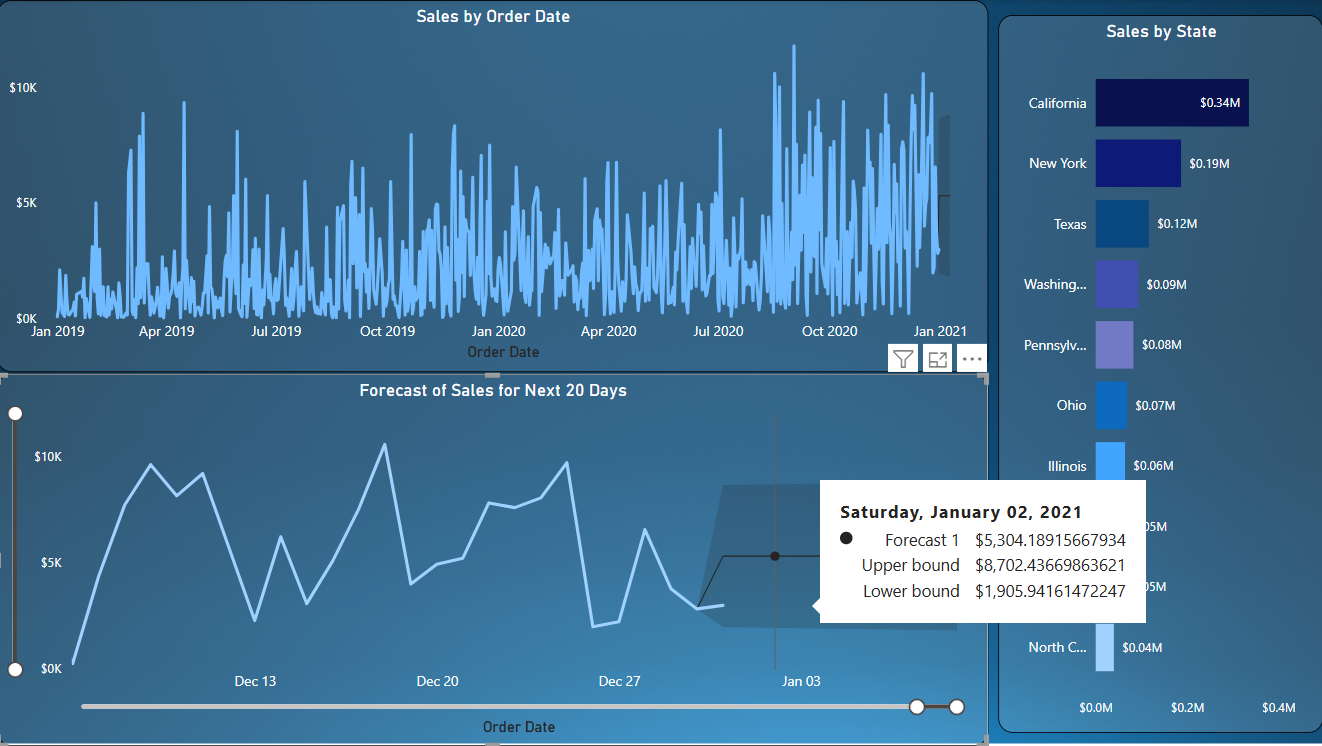 Sales by Order Date
$10K
$5K
$0K
Jan 2019
Apr 2019
Jul 2019
Oct 2019
Jan 2020
Apr 2020
Jul 2020
Oct 2020
Jan 2021
Order Date
Forecast of Sales for Next 20 Days
$10K
$5K
$0K
Dec 13
Dec 20
Dec 27
Jan 03
Order Date
Saturday, January 02, 2021
Forecast 1 $5,304.18915667934
Upper bound $8,702.43669863621
Lower bound $1,905.94161472247
Sales by State
California $0.34M
New York $0.19M
Texas $0.12M
Washing... $0.09M
Pennsylv... $0.08M
Ohio $0.07M
Illinois $0.06M
05M
05M
North C... $0.04M
$0.0M
$0.2M
$0.4M